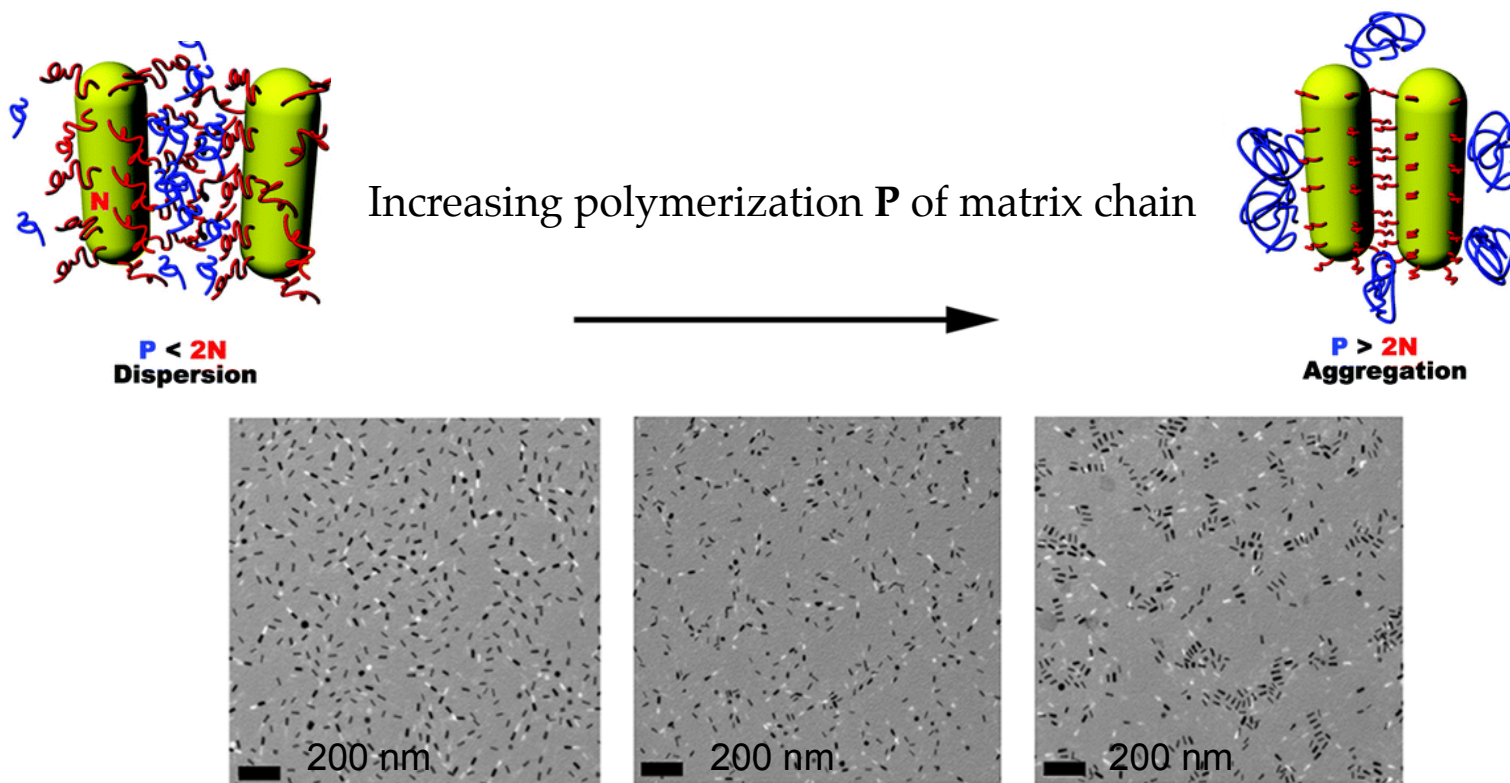 N
Increasing polymerization P of matrix chain
P < 2N
Dispersion
P > 2N
Aggregation
200 nm
200 nm
200 nm